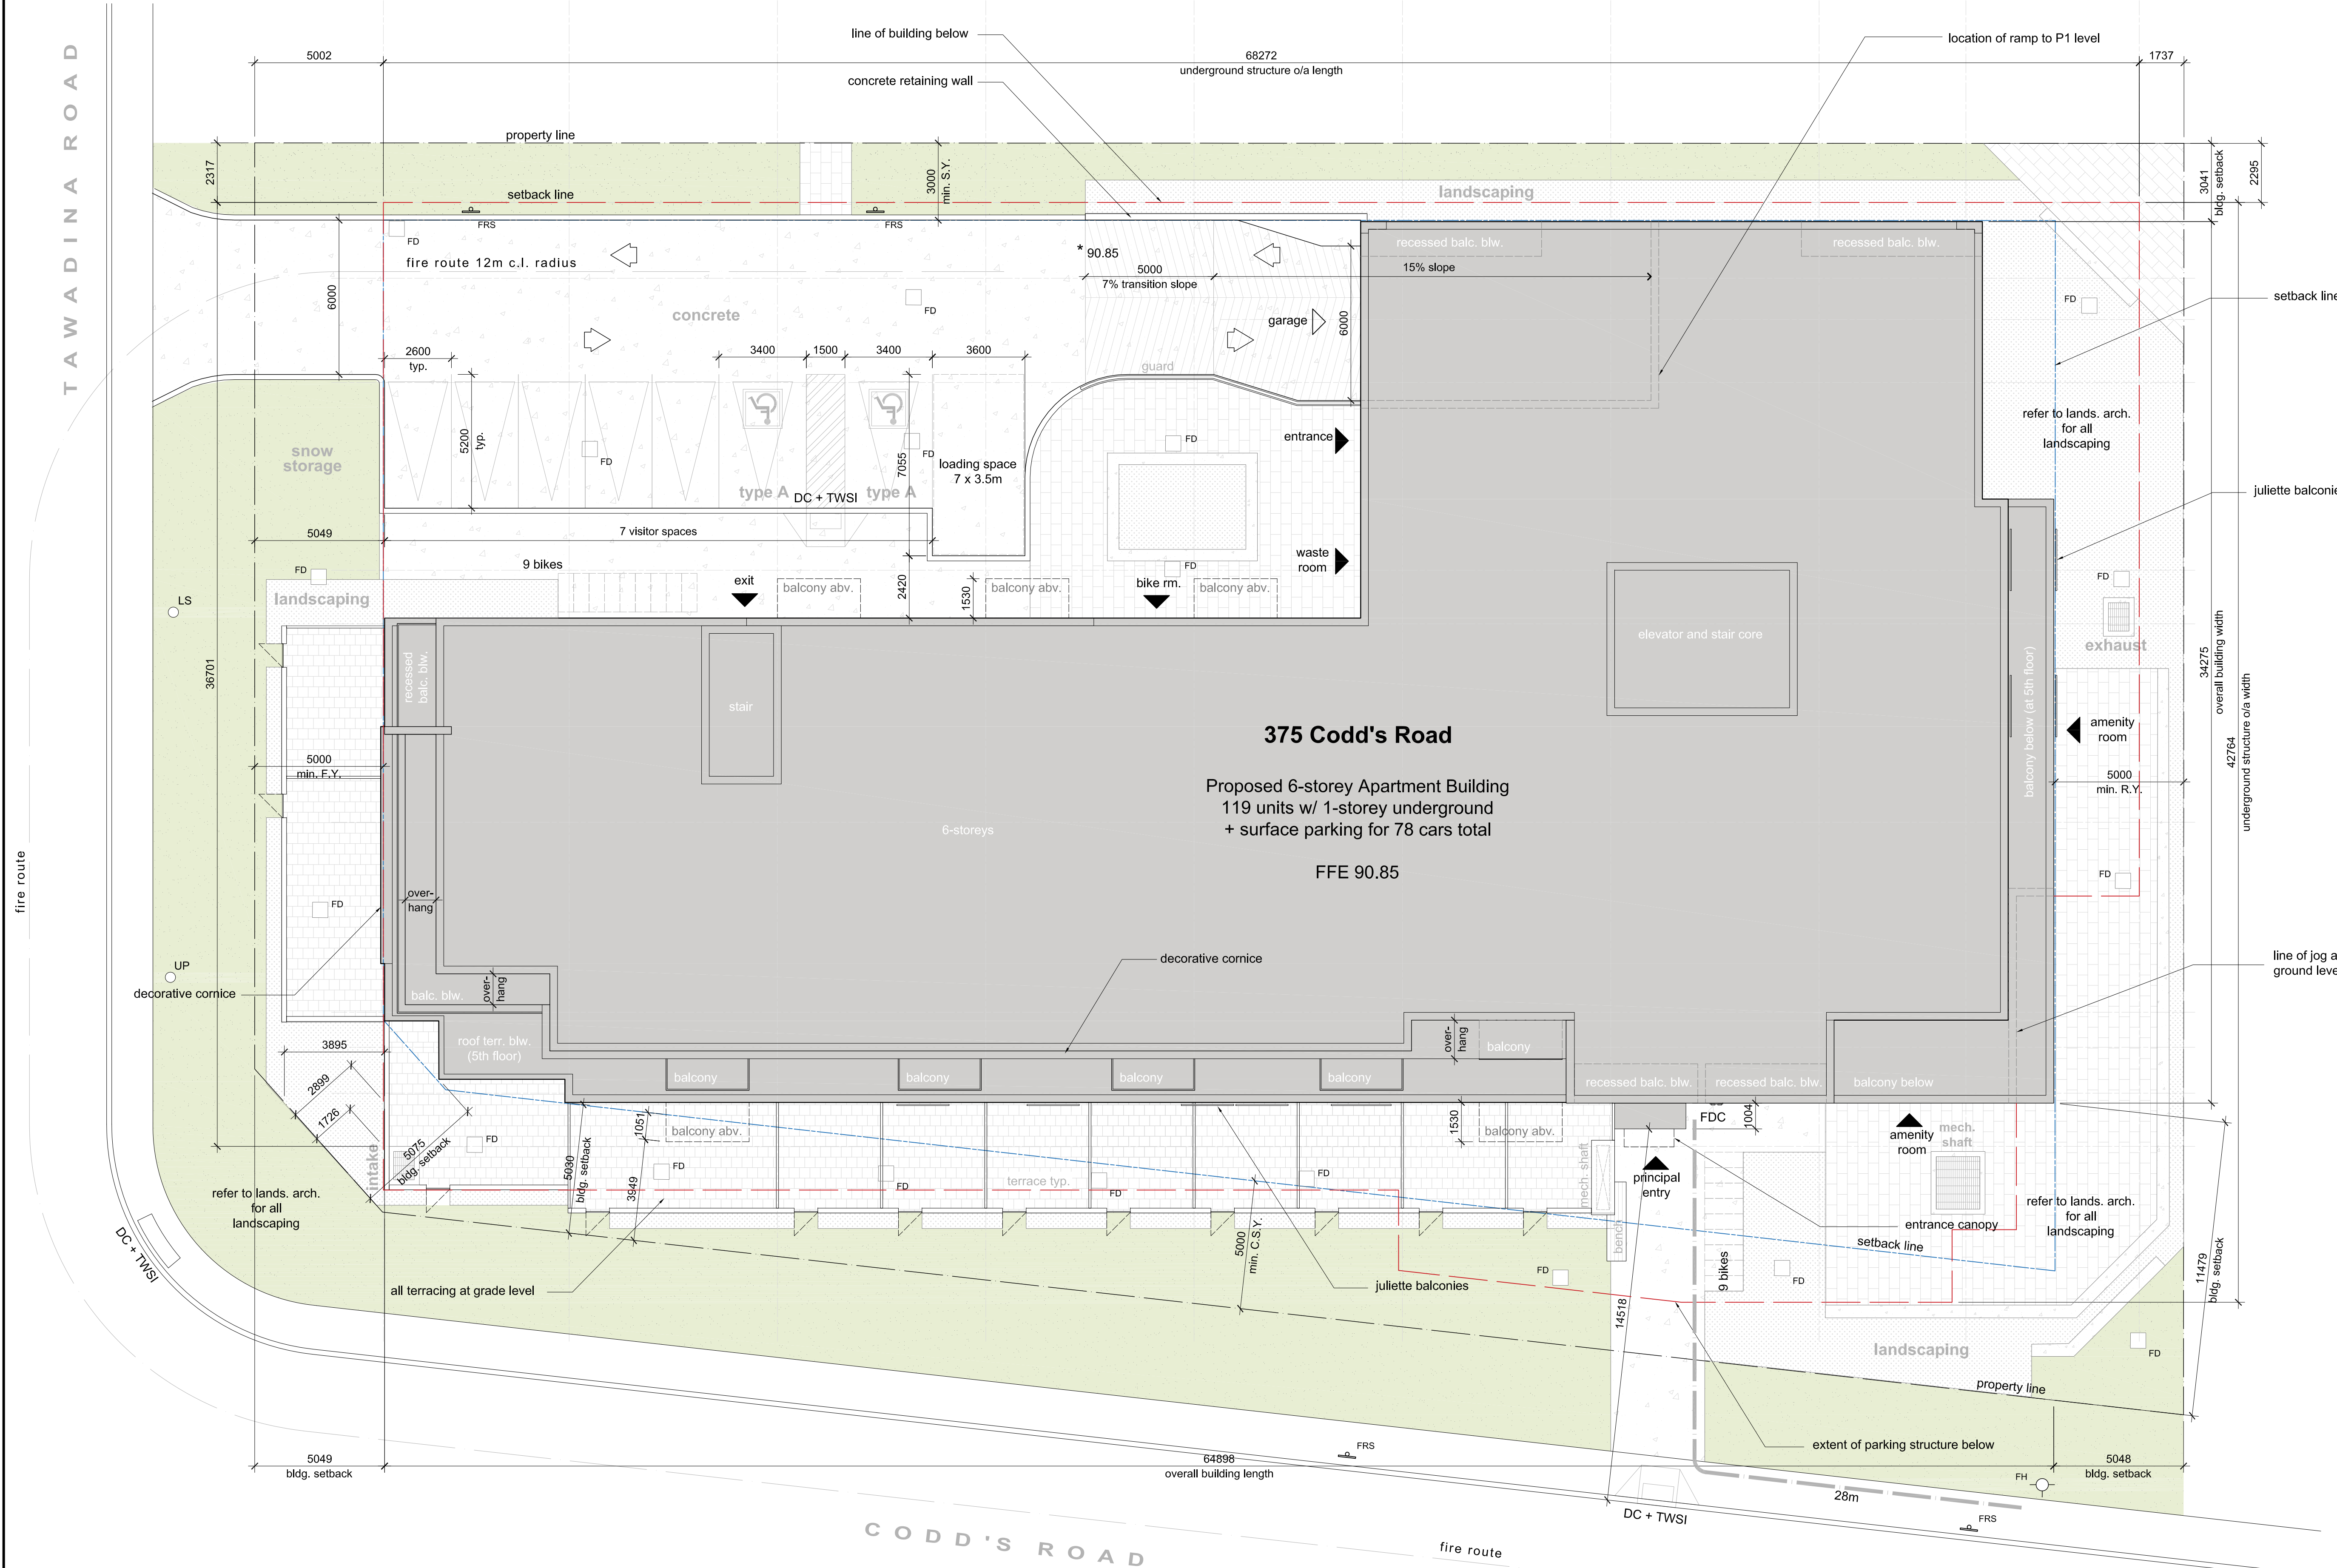 TAWADINA ROAD
line of building below
location of ramp to P1 level
5002
68272
underground structure o/a length
1737
concrete retaining wall
property line
2317
3000
min. S.Y.
3041
bldg. setback
2295
setback line
landscaping
FRS
FRS
FD
fire route 12m c.l. radius
* 90.85
5000
7% transition slope
15% slope
recessed balc. blw.
recessed balc. blw.
6000
concrete
FD
garage
6000
FD
setback line
2600
typ.
3400
1500
3400
3600
guard
5200
typ.
7055
snow
storage
FD
FD
FD
entrance
refer to lands. arch.
for all
landscaping
loading space
7 x 3.5m
type A
DC + TWSI
type A
juliette balconie
5049
7 visitor spaces
9 bikes
FD
waste
room
FD
bike rm.
exit
balcony abv.
balcony abv.
balcony abv.
2420
1530
FD
LS
landscaping
exhaust
36701
recessed
balc. blw.
stair
elevator and stair core
balcony below (at 5th floor)
34275
overall building width
42764
underground structure o/a width
375 Codd's Road
amenity
room
5000
min. F.Y.
5000
min. R.Y.
Proposed 6-storey Apartment Building
119 units w/ 1-storey underground
+ surface parking for 78 cars total
6-storeys
FFE 90.85
fire route
over-
hang
FD
FD
UP
decorative cornice
decorative cornice
line of jog a
ground leve
balc. blw.
over-
hang
roof terr. blw.
(5th floor)
over-
hang
balcony
balcony
balcony
balcony
balcony
recessed balc. blw.
recessed balc. blw.
balcony below
3895
2899
1726
5075
bldg. setback
intake
FD
5030
bldg. setback
1051
3949
balcony abv.
FD
FD
terrace typ.
FD
FD
1530
balcony abv.
mech. shaft
FDC
1004
principal
entry
amenity
room
mech.
shaft
refer to lands. arch.
for all
landscaping
refer to lands. arch.
for all
landscaping
entrance canopy
setback line
bench
9 bikes
5000
min. C.S.Y.
FD
FD
11479
bldg. setback
DC + TWSI
all terracing at grade level
juliette balconies
14518
landscaping
FD
property line
extent of parking structure below
5049
bldg. setback
64898
overall building length
FRS
5048
bldg. setback
FH
28m
DC + TWSI
FRS
CODD'S ROAD
fire route